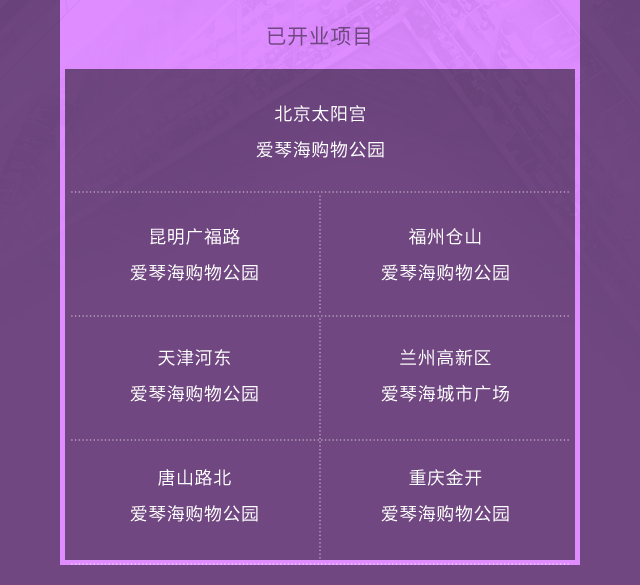 已开业项目
北京太阳宫
爱琴海购物公园
昆明广福路
爱琴海购物公园
福州仓山
爱琴海购物公园
天津河东
爱琴海购物公园
兰州高新区
爱琴海城市广场
唐山路北
爱琴海购物公园
重庆金开
爱琴海购物公园